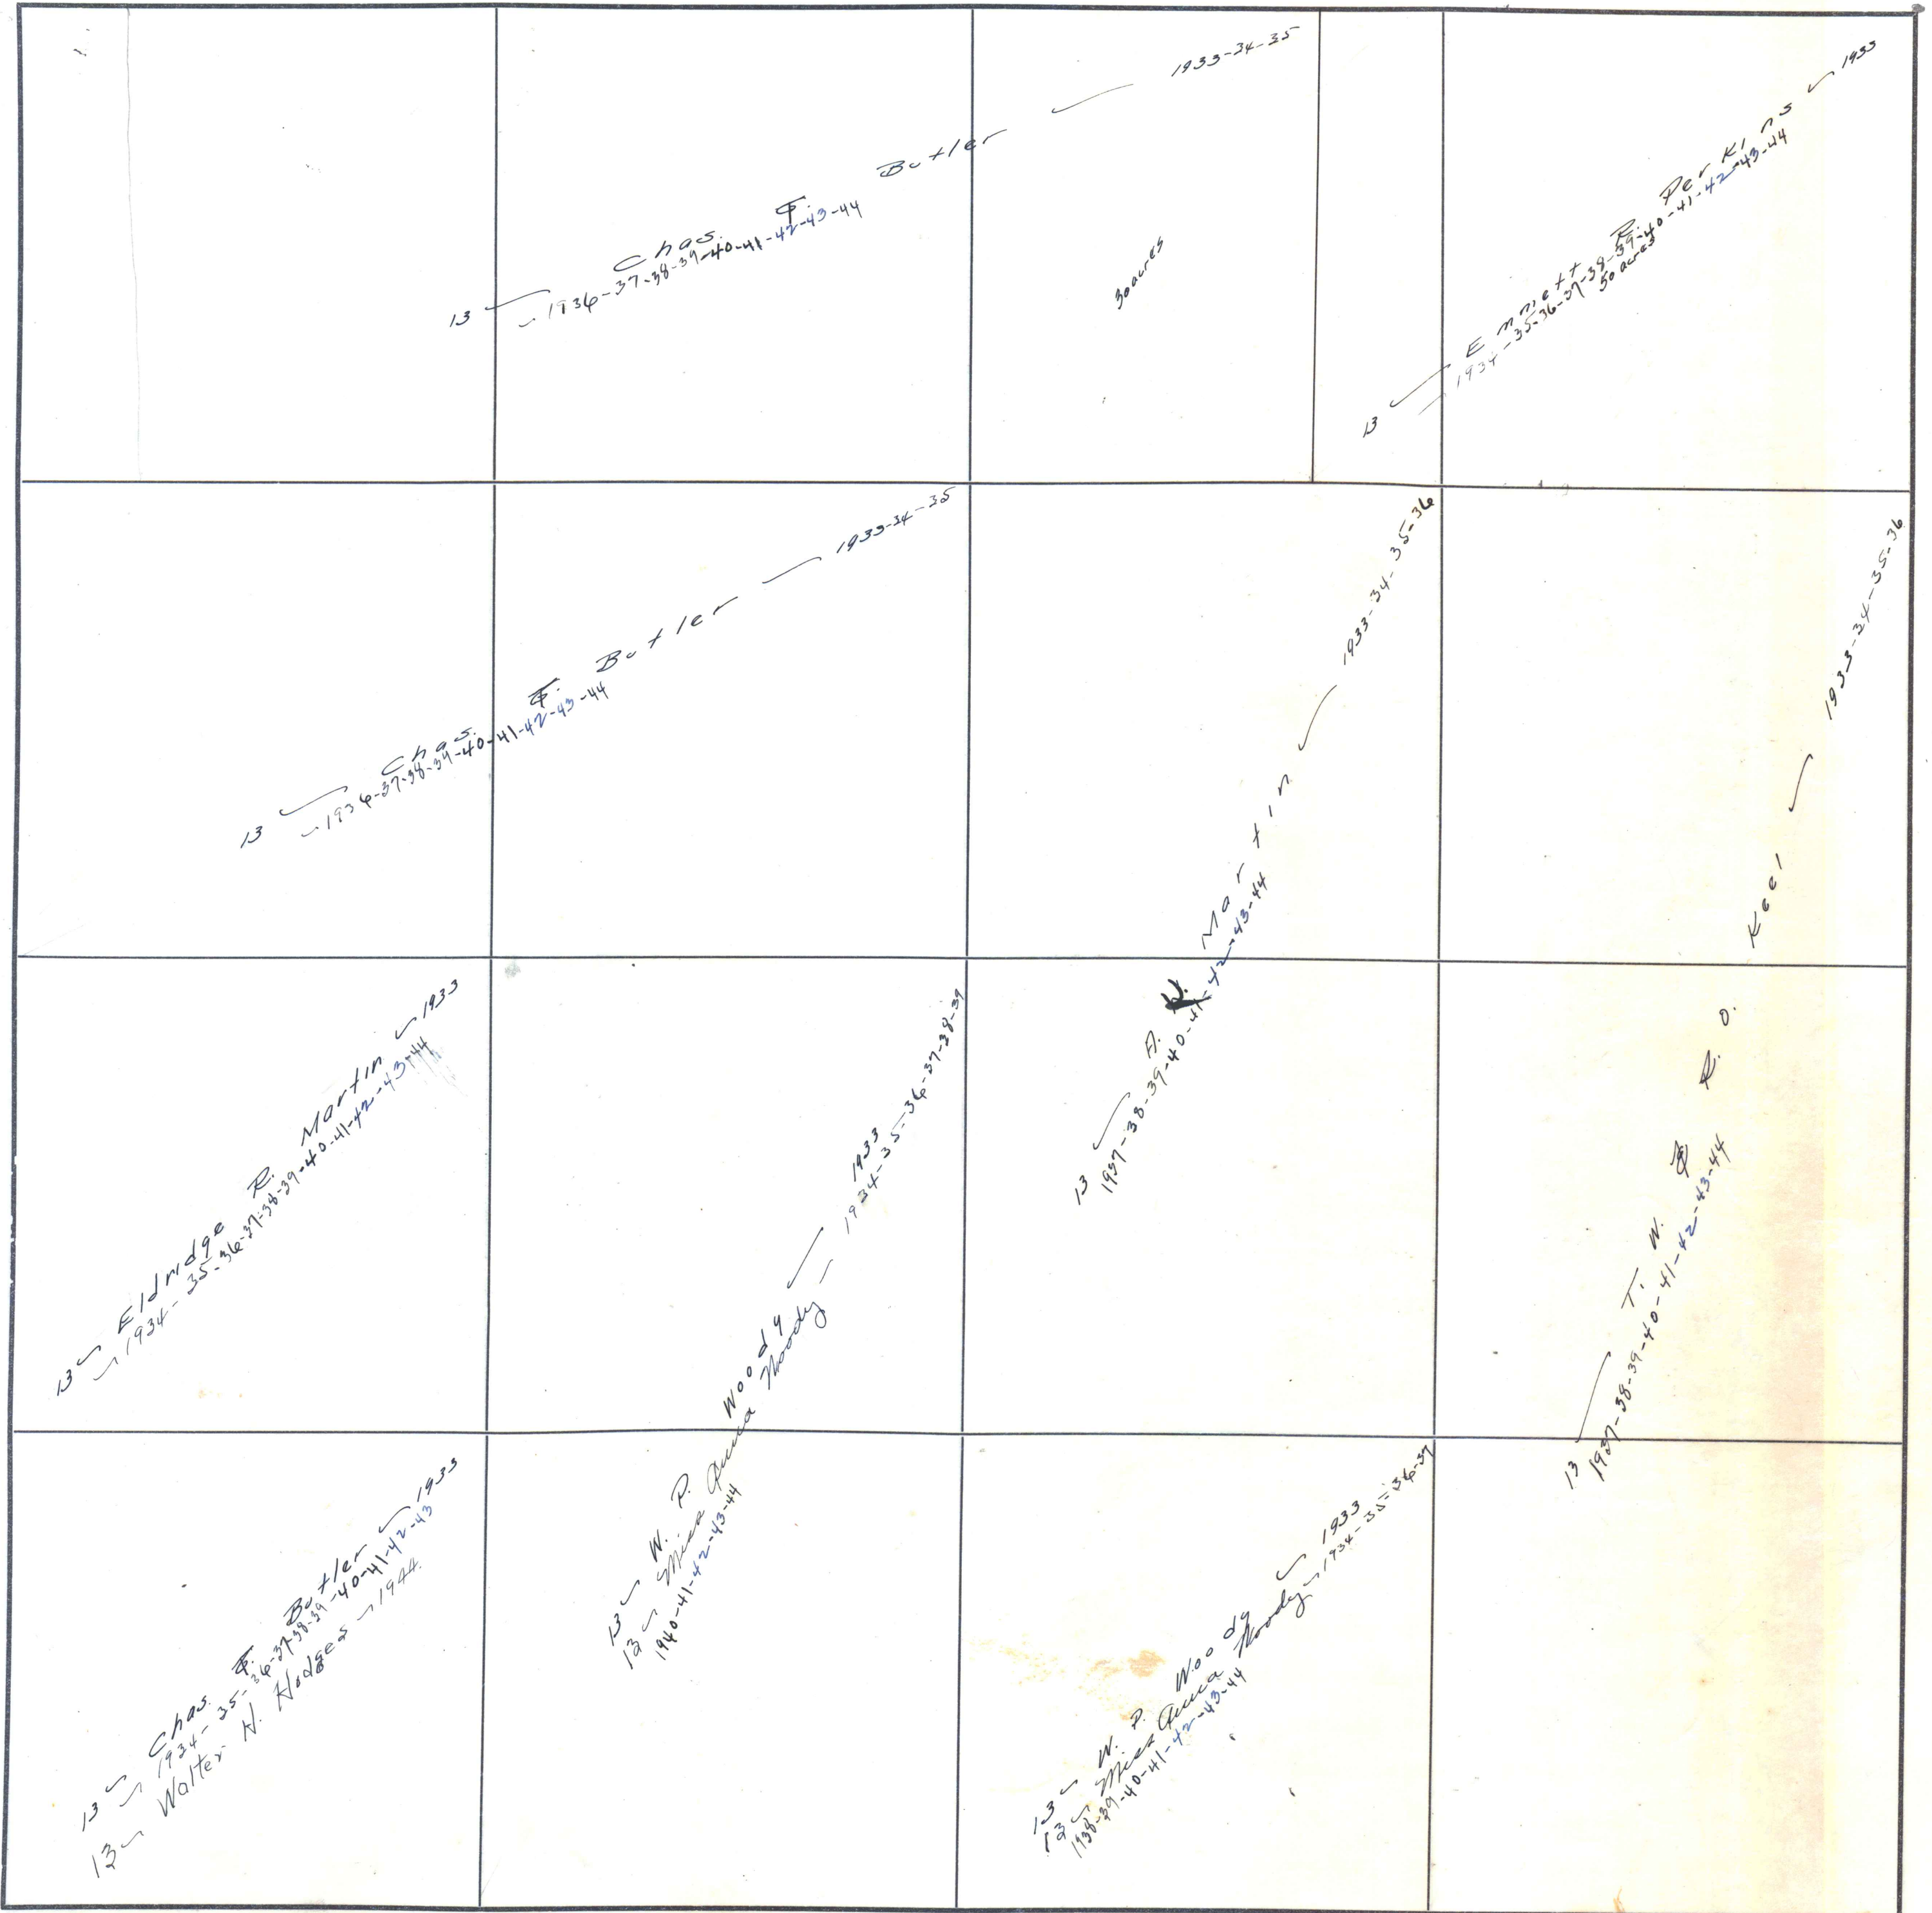 13 Chas. F. Butler 1933-34-35
1936-37-38-39-40-41-42-43-44
30 acres
13 Emmett R. Perkins 1933
1934-35-36-37-38-39-40-41-42-43-44
50 acres
13 Chas. F. Butler 1933-34-35
1936-37-38-39-40-41-42-43-44
13 A. W. Martin 1933-34-35-36
1937-38-39-40-41-42-43-44
13 T. W. R. O. Keel 1933-34-35-36
1937-38-39-40-41-42-43-44
13 Eldridge R. Martin 1933
1934-35-36-37-38-39-40-41-42-43-44
13 W. P. Woody 1933
13 Miss Woody 1934-35-36-37-38-39
1940-41-42-43-44
13 Chas. F. Butler 1933
1934-35-36-37-38-39-40-41-42-43
13 Walter H. Hodges 1944
13 W. P. Woody 1933
13 Miss Woody 1934-35-36-37
1938-39-40-41-42-43-44